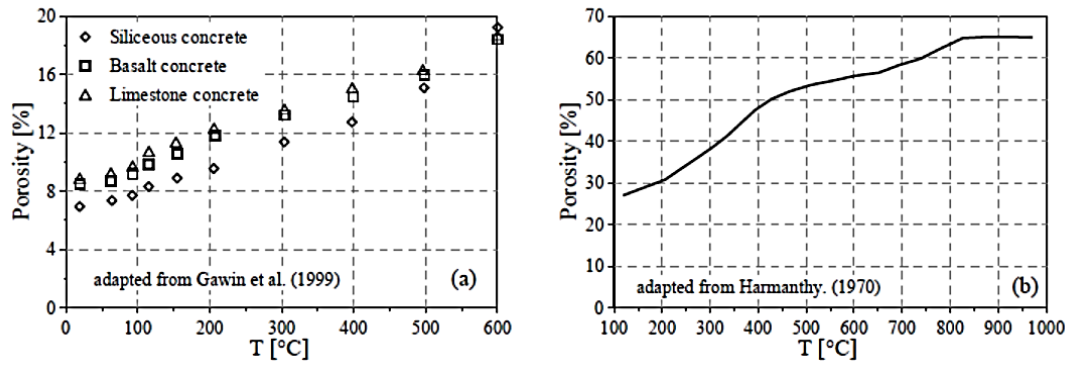 20
16
12
8
4
0
Porosity [%]
Siliceous concrete
Basalt concrete
Limestone concrete
adapted from Gawin et al. (1999)
(a)
0 100 200 300 400 500 600
T [°C]
70
60
50
40
30
20
10
0
Porosity [%]
adapted from Harmanthy. (1970)
(b)
100 200 300 400 500 600 700 800 900 1000
T [°C]